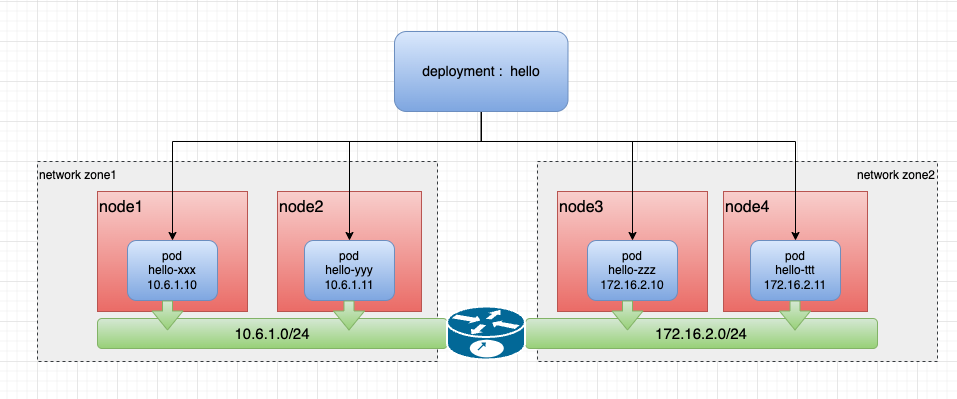 deployment : hello
network zone1
network zone2
node1
node2
node3
node4
pod
hello-xxx
10.6.1.10
pod
hello-yyy
10.6.1.11
pod
hello-zzz
172.16.2.10
pod
hello-ttt
172.16.2.11
10.6.1.0/24
172.16.2.0/24